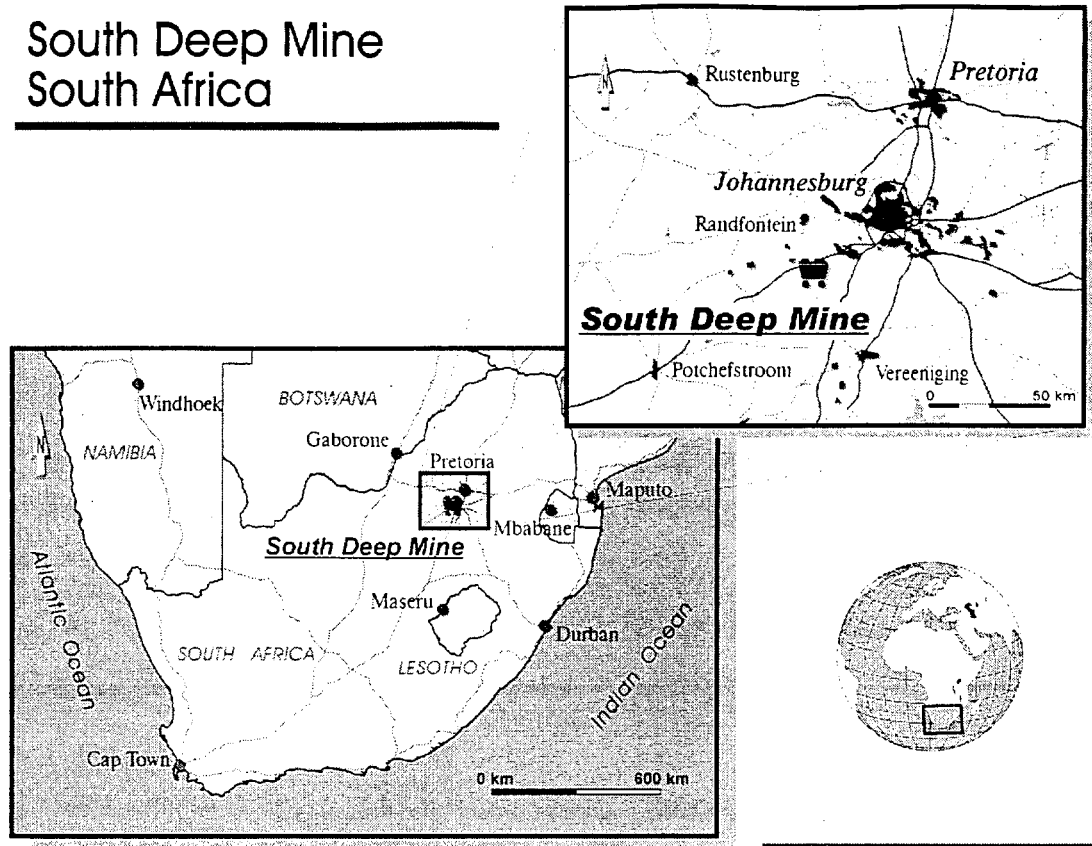 South Deep Mine
South Africa
N
Rustenburg
Pretoria
Johannesburg
Randfontein
South Deep Mine
Potchefstroom
Vereeniging
0 50 km
Windhoek
BOTSWANA
NAMIBIA
Gaborone
N
Pretoria
Maputo
Mbabane
South Deep Mine
Atlantic Ocean
Maseru
Durban
SOUTH AFRICA
LESOTHO
Indian Ocean
Cap Town
0 km 600 km